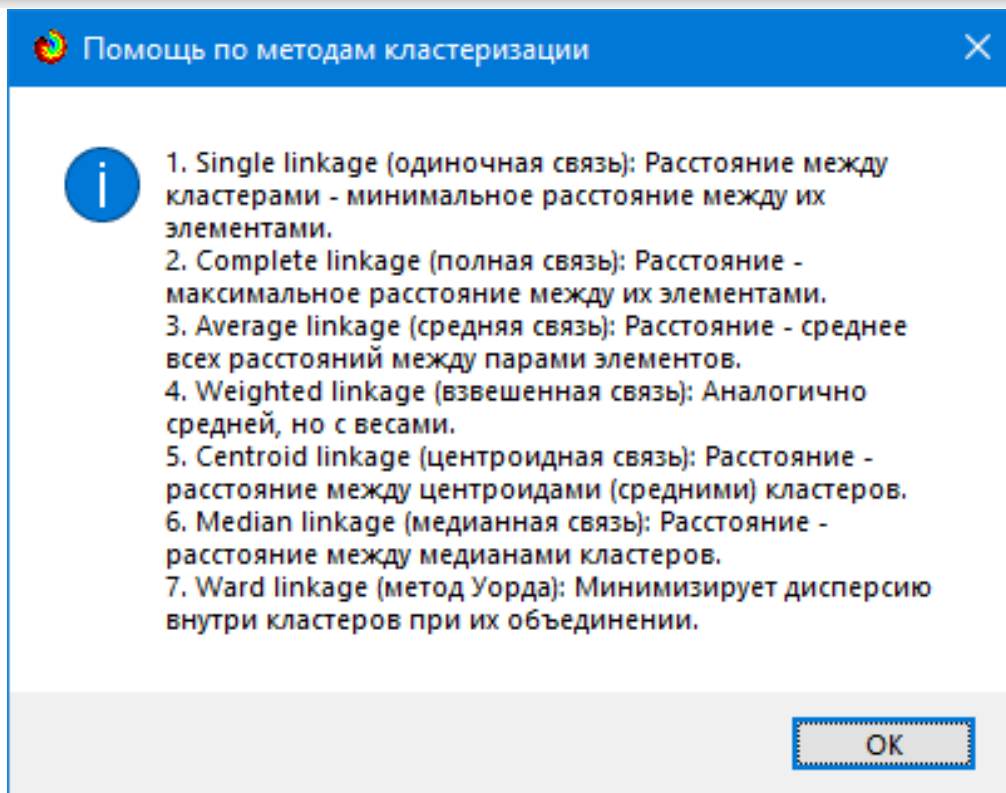 Помощь по методам кластеризации
1. Single linkage (одиночная связь): Расстояние между
кластерами - минимальное расстояние между их
элементами.
2. Complete linkage (полная связь): Расстояние -
максимальное расстояние между их элементами.
3. Average linkage (средняя связь): Расстояние - среднее
всех расстояний между парами элементов.
4. Weighted linkage (взвешенная связь): Аналогично
средней, но с весами.
5. Centroid linkage (центроидная связь): Расстояние -
расстояние между центроидами (средними) кластеров.
6. Median linkage (медианная связь): Расстояние -
расстояние между медианами кластеров.
7. Ward linkage (метод Уорда): Минимизирует дисперсию
внутри кластеров при их объединении.
ОК